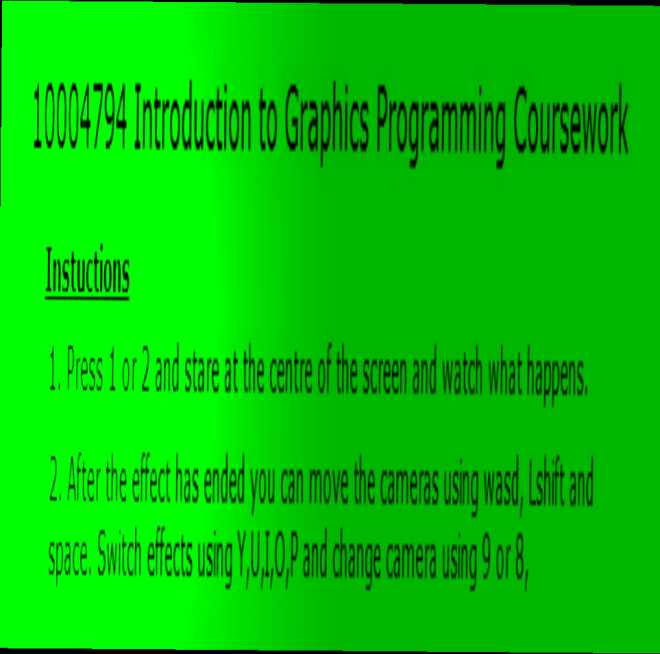 10004794 Introduction to Graphics Programming Coursework
Instuctions
1. Press 1 or 2 and stare at the centre of the screen and watch what happens.
2. After the effect has ended you can move the cameras using wasd, Lshift and
space. Switch effects using Y,U,I,O,P and change camera using 9 or 8,